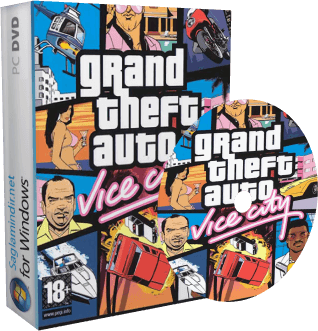 PC DVD
Saglamindir.net
for Windows
grand
theft
auto
Vice City
18
www.pegi.info
grand
theft
auto
Vice City